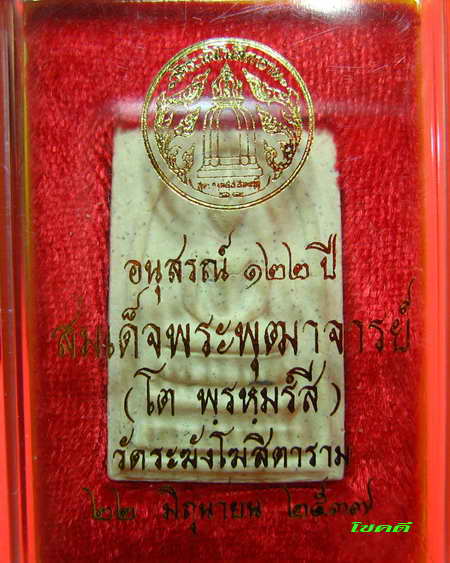 อนุสรณ์ ๑๒๒ ปี
สมเด็จพระพุฒาจารย์
(โต พฺรหฺมรํสี)
วัดระฆังโฆสิตาราม
๒๒ มิถุนายน ๒๕๓๗
โชคดี